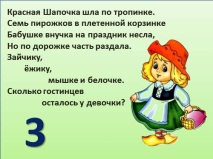 Красная Шапочка шла по тропинке.
Семь пирожков в плетенной корзинке
Бабушке внучка на праздник несла,
Но по дорожке часть раздала.
Зайчику,
ёжику,
мышке и белочке.
Сколько гостинцев
осталось у девочки?
3